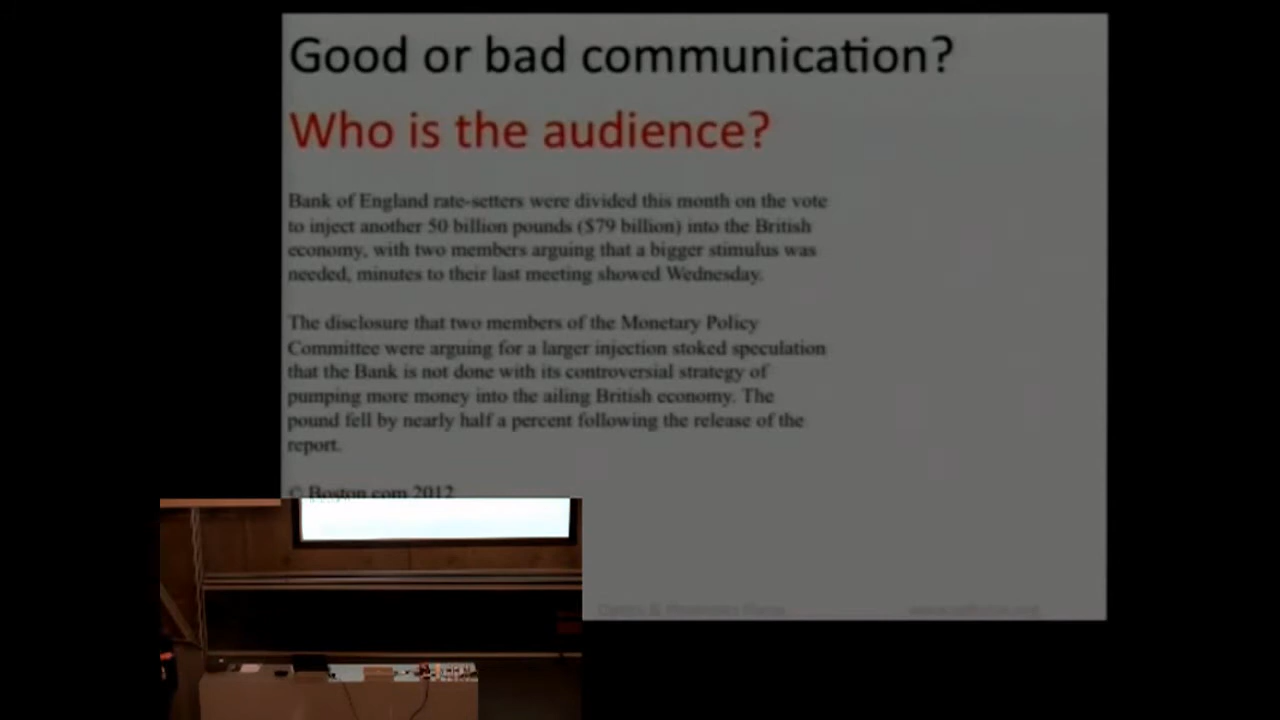 Good or bad communication?
Who is the audience?
Bank of England rate-setters were divided this month on the vote
to inject another 50 billion pounds ($79 billion) into the British
economy, with two members arguing that a bigger stimulus was
needed, minutes to their last meeting showed Wednesday.
The disclosure that two members of the Monetary Policy
Committee were arguing for a larger injection stoked speculation
that the Bank is not done with its controversial strategy of
pumping more money into the ailing British economy. The
pound fell by nearly half a percent following the release of the
report.
© Boston.com 2012